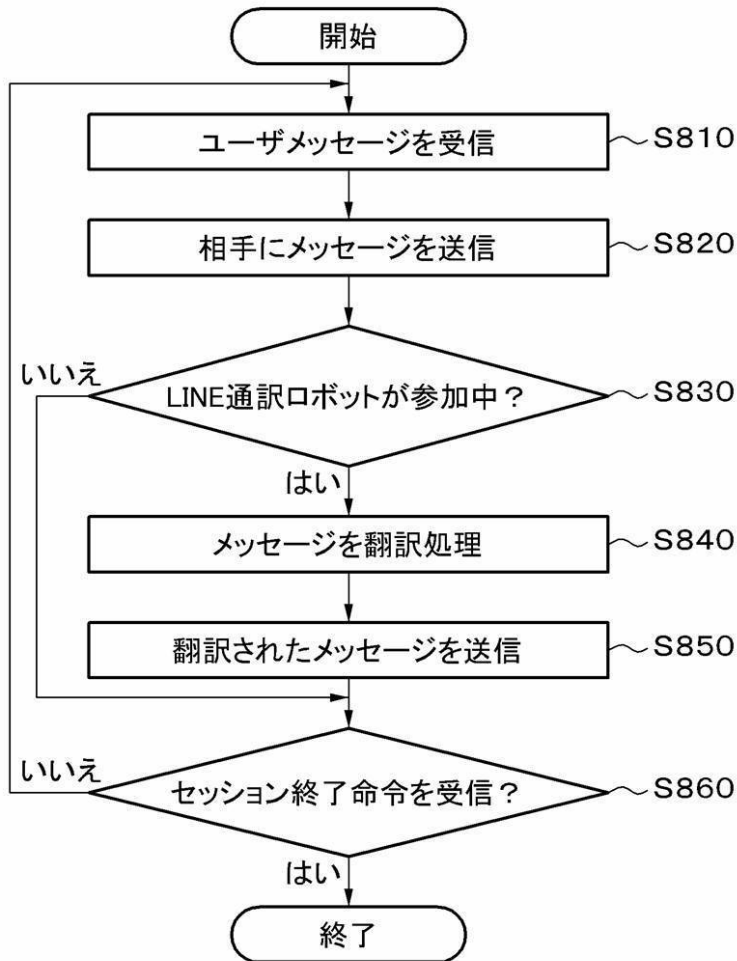 開始
ユーザメッセージを受信
S810
相手にメッセージを送信
S820
いいえ
LINE通訳ロボットが参加中？
S830
はい
メッセージを翻訳処理
S840
翻訳されたメッセージを送信
S850
いいえ
セッション終了命令を受信？
S860
はい
終了